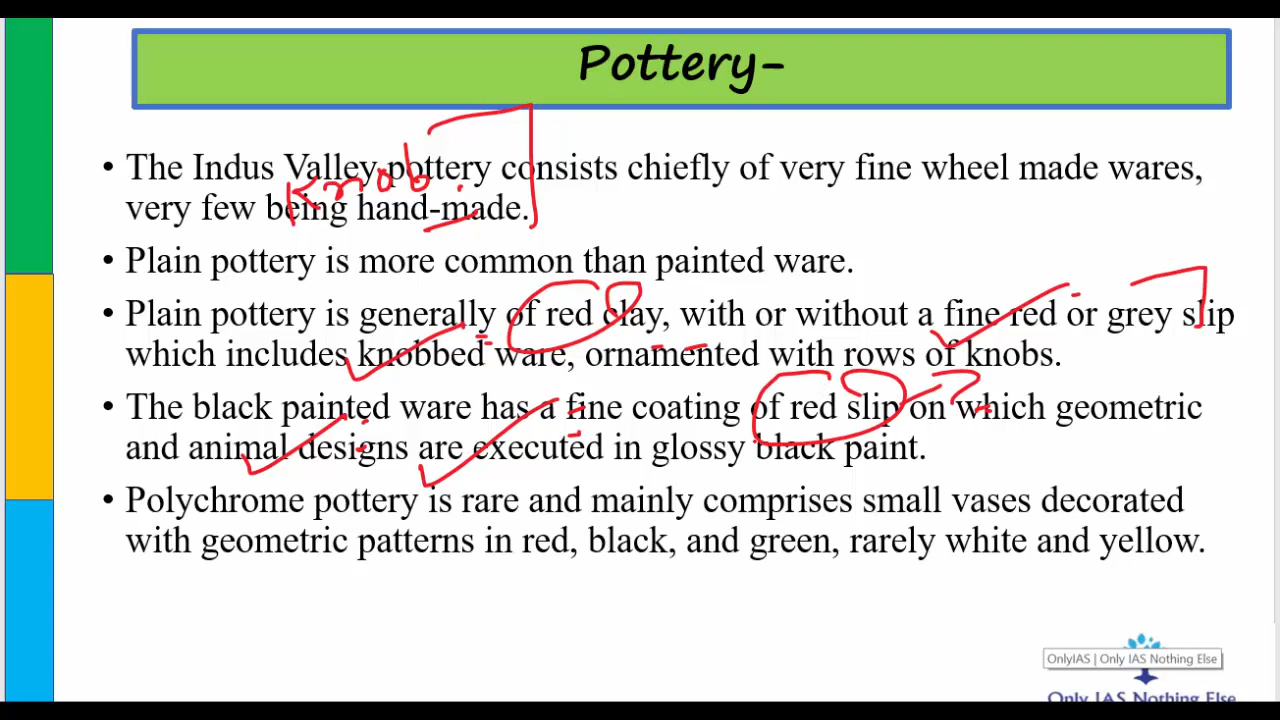 Pottery-
• The Indus Valley pottery consists chiefly of very fine wheel made wares,
very few being hand-made.
Knob
• Plain pottery is more common than painted ware.
• Plain pottery is generally of red clay, with or without a fine red or grey slip
which includes knobbed ware, ornamented with rows of knobs.
• The black painted ware has a fine coating of red slip on which geometric
and animal designs are executed in glossy black paint.
• Polychrome pottery is rare and mainly comprises small vases decorated
with geometric patterns in red, black, and green, rarely white and yellow.
OnlyIAS | Only IAS Nothing Else
Only IAS Nothing Else